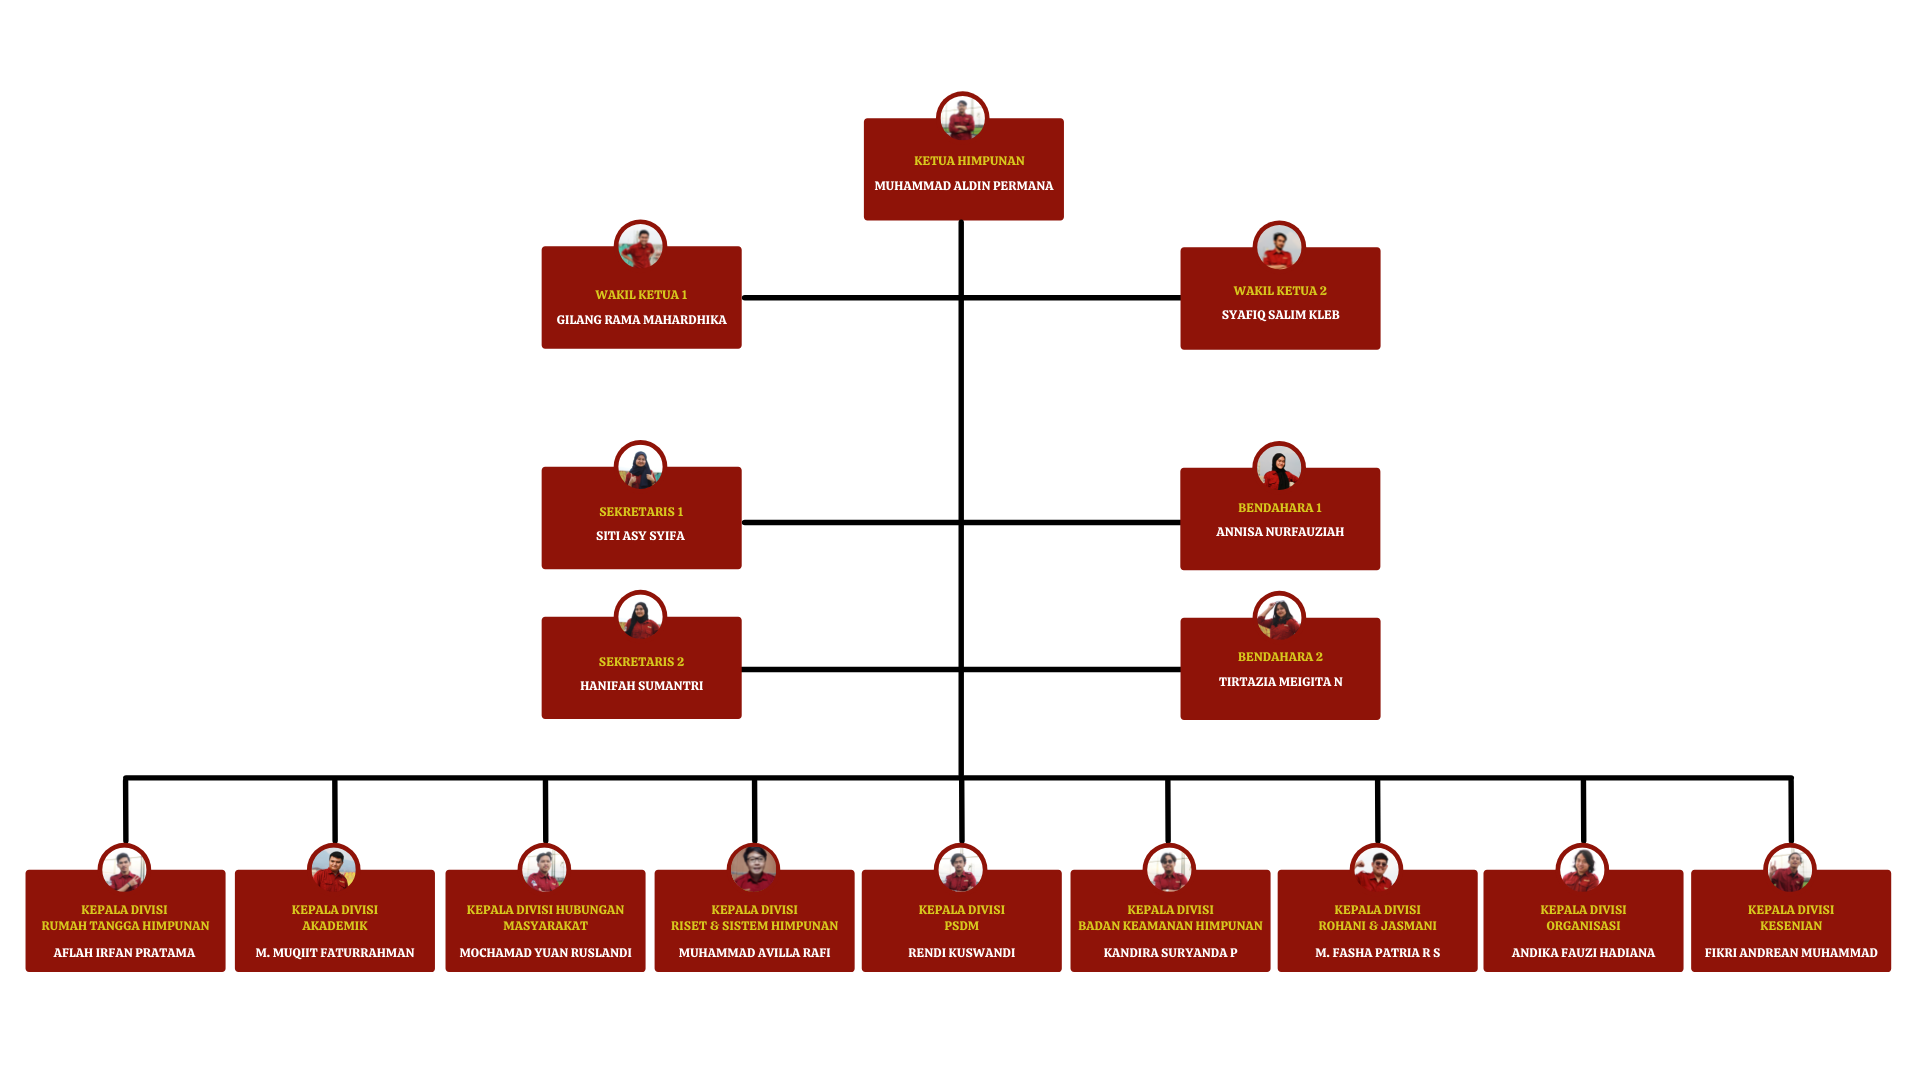 KETUA HIMPUNAN
MUHAMMAD ALDIN PERMANA
WAKIL KETUA 1
GILANG RAMA MAHARDHIKA
WAKIL KETUA 2
SYAFIQ SALIM KLEB
SEKRETARIS 1
SITI ASY SYIFA
BENDAHARA 1
ANNISA NURFAUZIAH
SEKRETARIS 2
HANIFAH SUMANTRI
BENDAHARA 2
TIRTAZIA MEIGITA N
KEPALA DIVISI
RUMAH TANGGA HIMPUNAN
AFLAH IRFAN PRATAMA
KEPALA DIVISI
AKADEMIK
M. MUQIIT FATURRAHMAN
KEPALA DIVISI HUBUNGAN
MASYARAKAT
MOCHAMAD YUAN RUSLANDI
KEPALA DIVISI
RISET & SISTEM HIMPUNAN
MUHAMMAD AVILLA RAFI
KEPALA DIVISI
PSDM
RENDI KUSWANDI
KEPALA DIVISI
BADAN KEAMANAN HIMPUNAN
KANDIRA SURYANDA P
KEPALA DIVISI
ROHANI & JASMANI
M. FASHA PATRIA R S
KEPALA DIVISI
ORGANISASI
ANDIKA FAUZI HADIANA
KEPALA DIVISI
KESENIAN
FIKRI ANDREAN MUHAMMAD